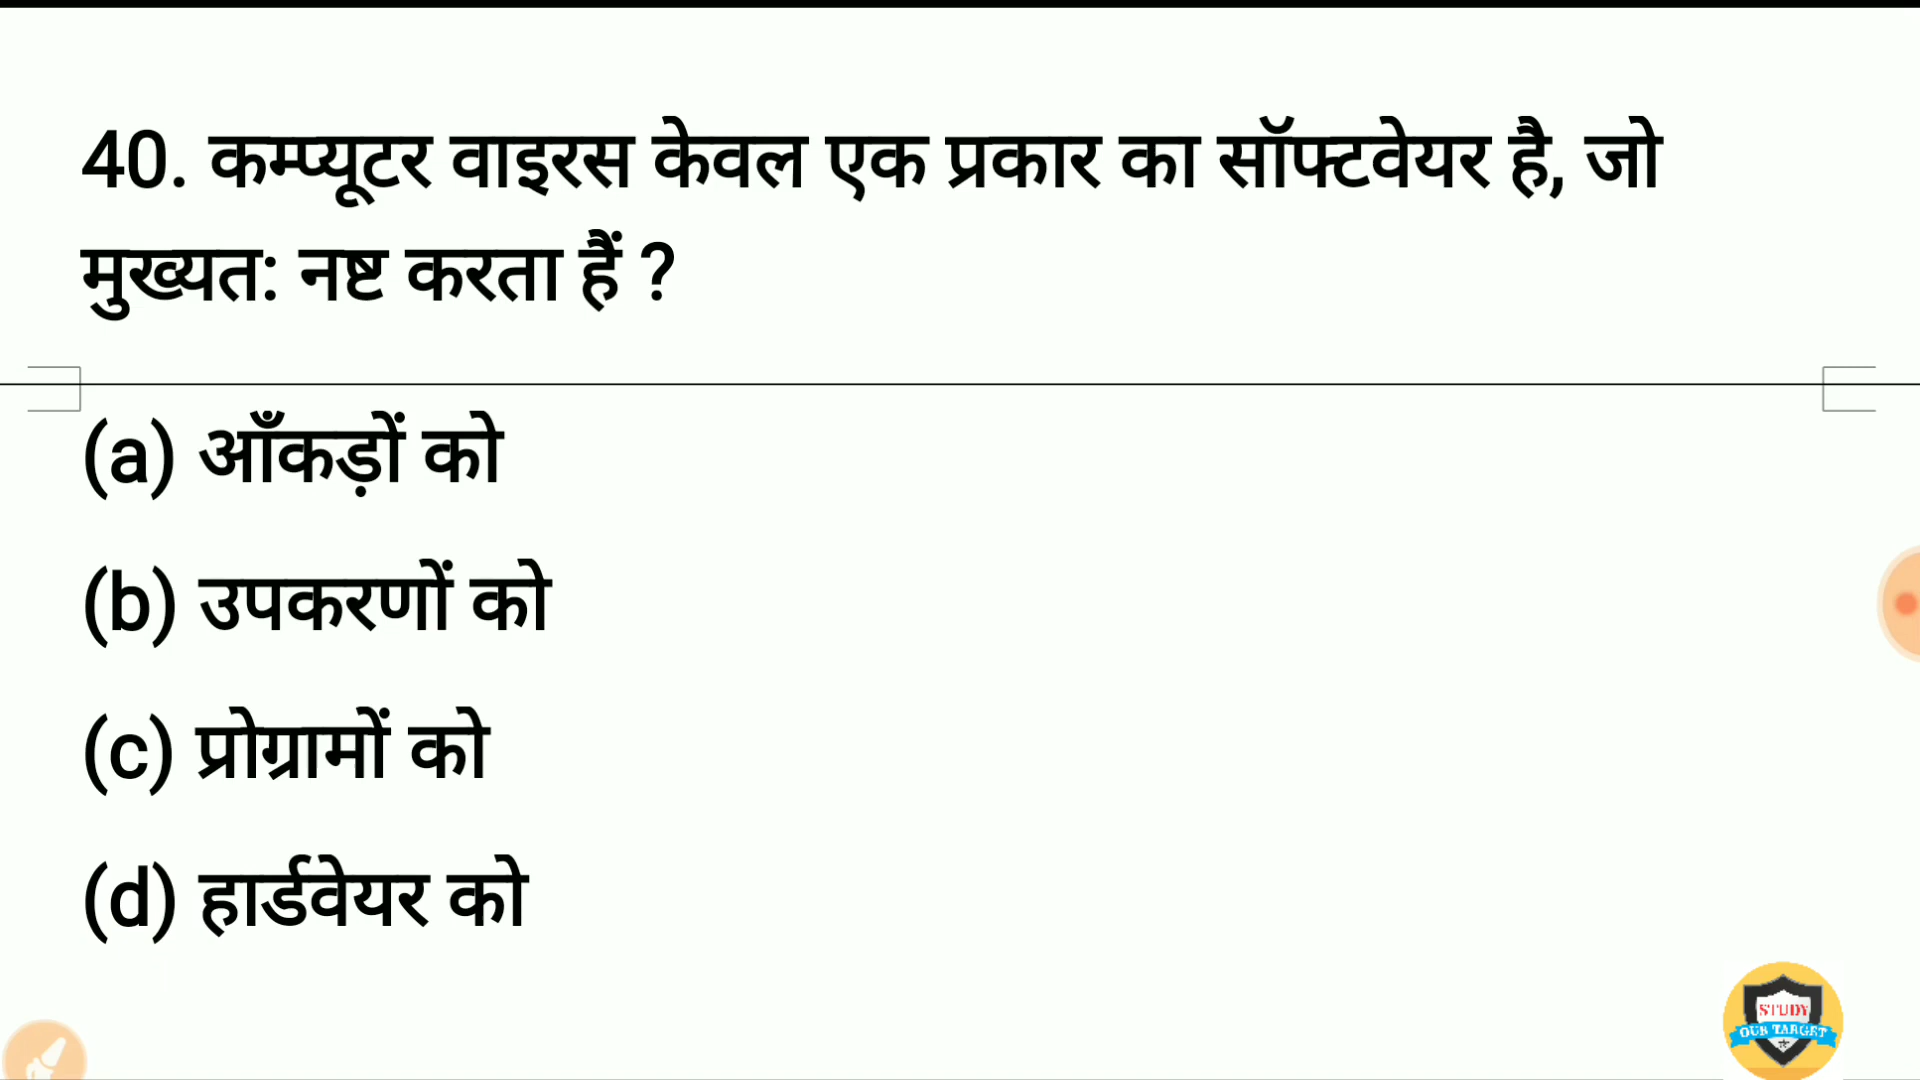 40. कम्प्यूटर वाइरस केवल एक प्रकार का सॉफ्टवेयर है, जो
मुख्यत: नष्ट करता हैं ?
(a) आँकड़ों को
(b) उपकरणों को
(c) प्रोग्रामों को
(d) हार्डवेयर को
STUDY
OUR TARGET